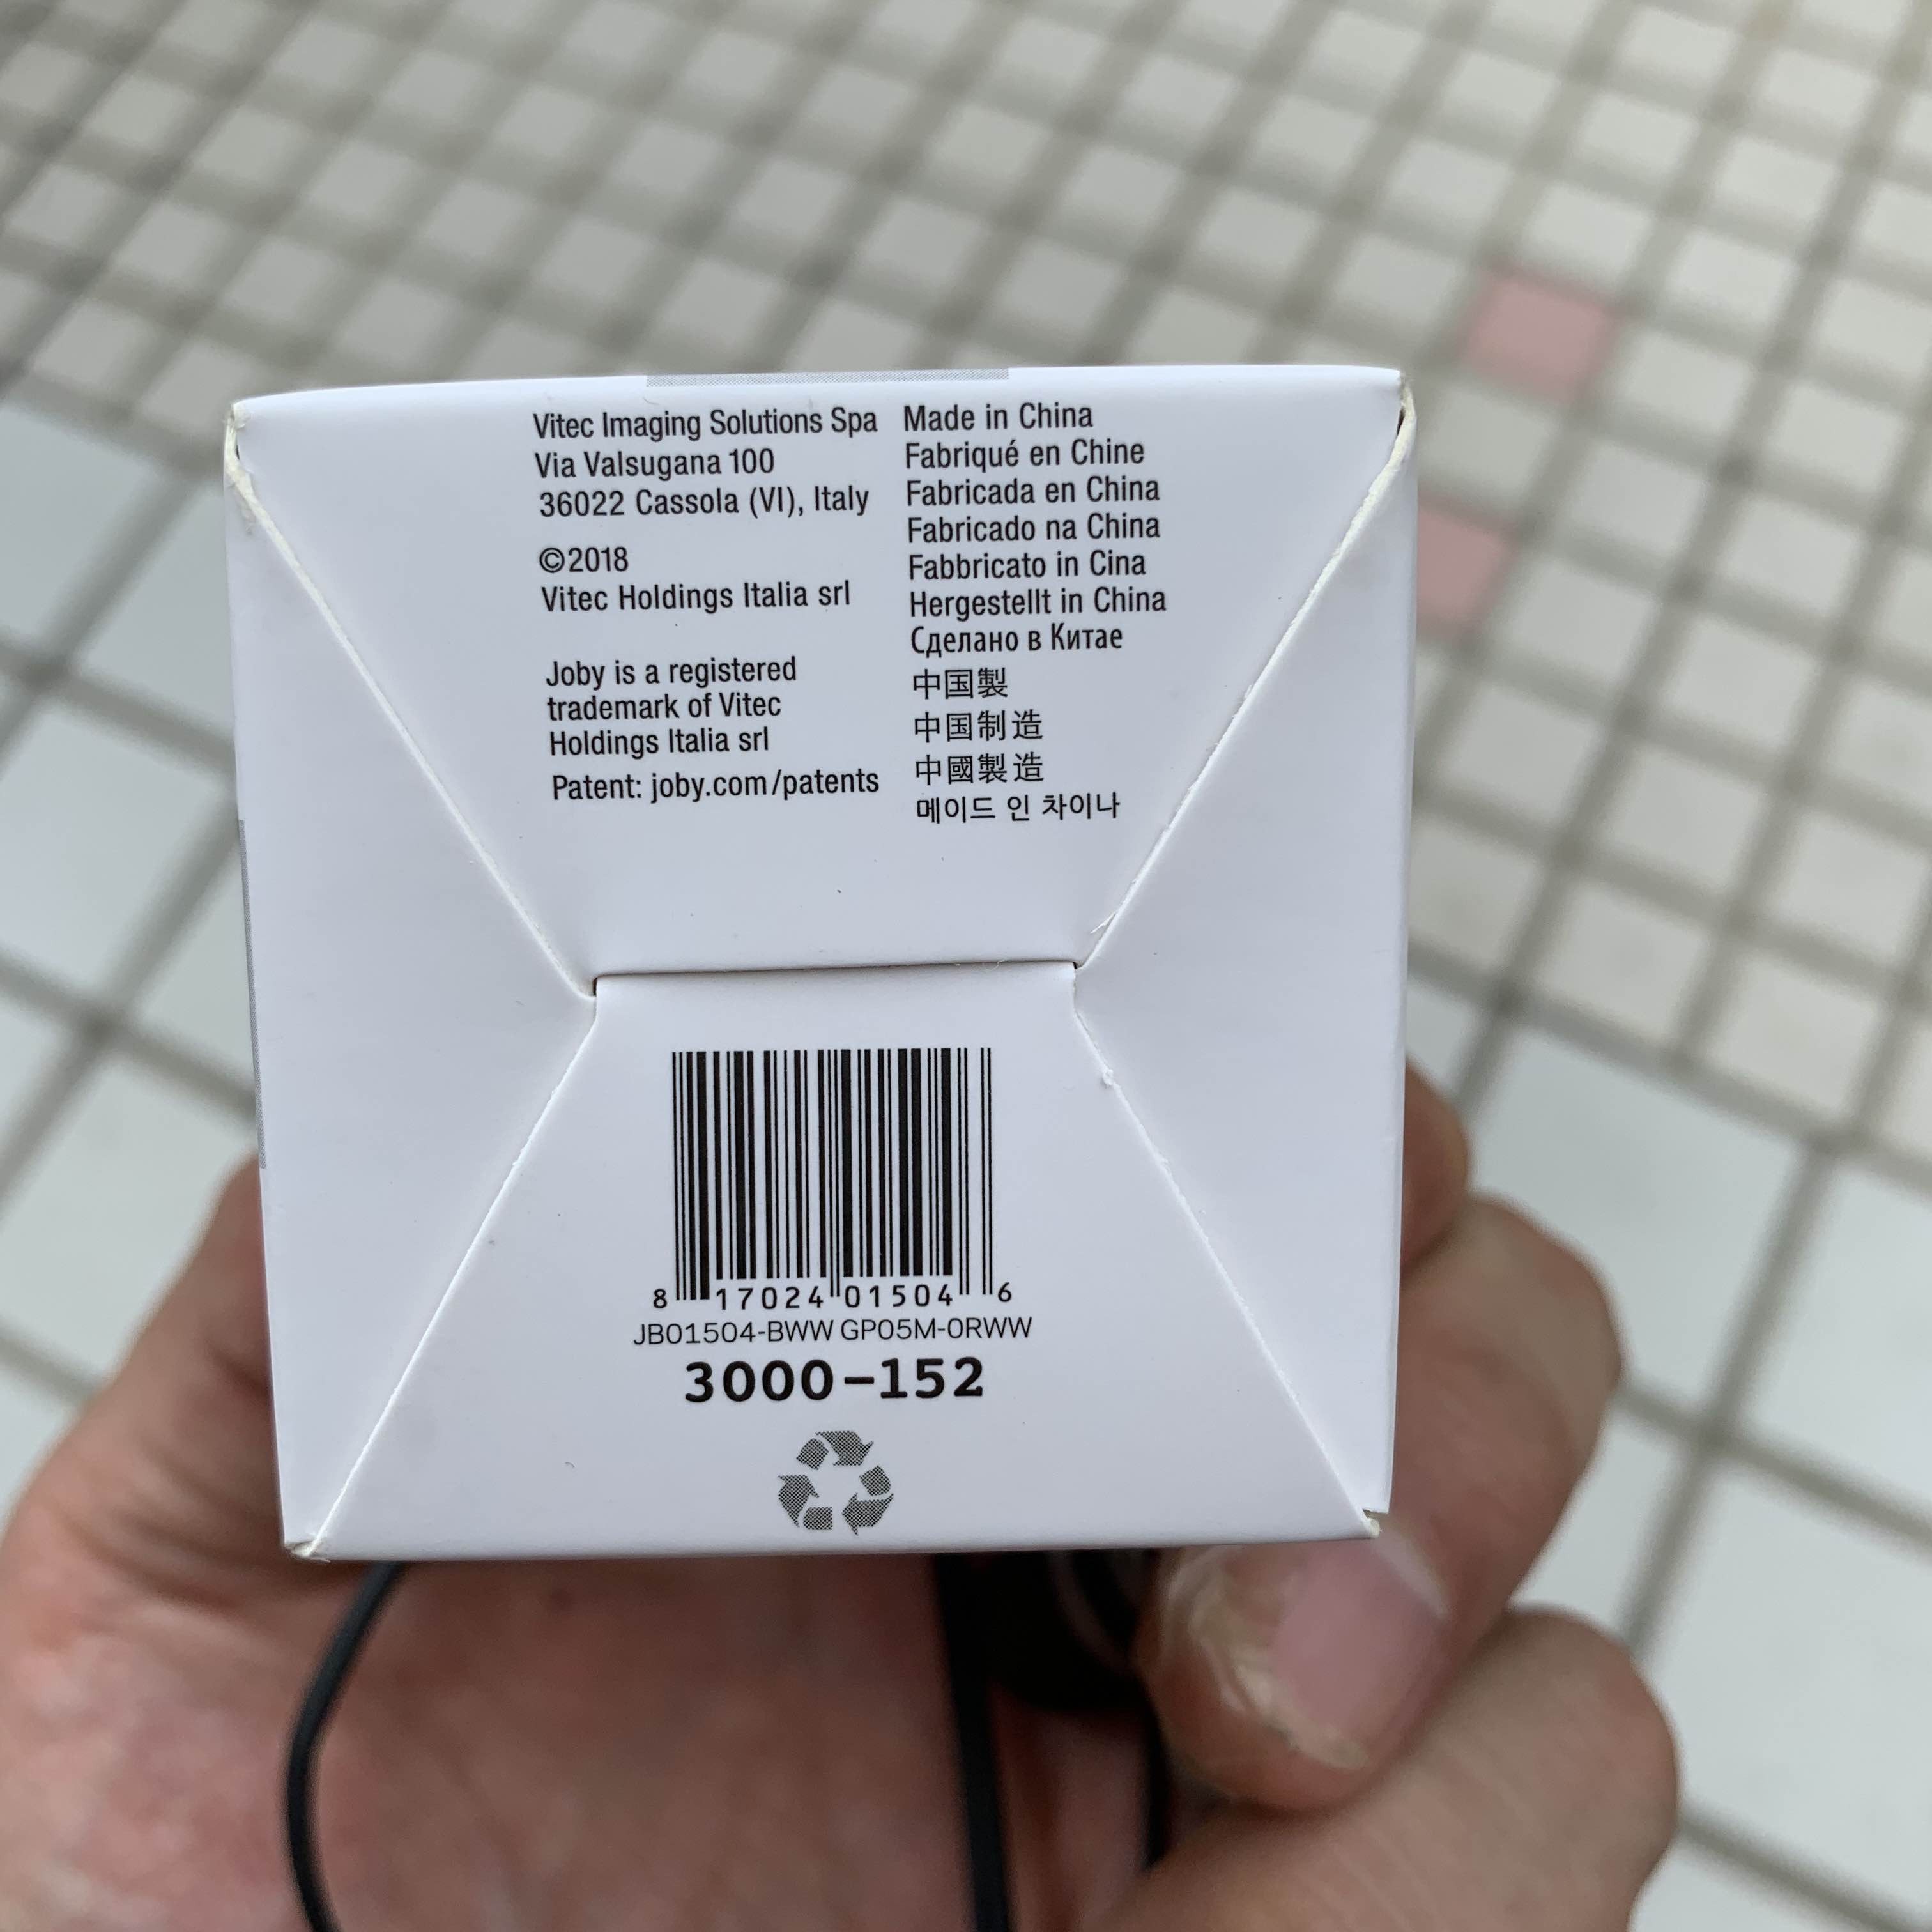 Vitec Imaging Solutions Spa
Via Valsugana 100
36022 Cassola (VI), Italy
©2018
Vitec Holdings Italia srl
Joby is a registered
trademark of Vitec
Holdings Italia srl
Patent: joby.com/patents
Made in China
Fabriqué en Chine
Fabricada en China
Fabricado na China
Fabbricato in Cina
Hergestellt in China
Сделано в Китае
中国製
中国制造
中國製造
메이드 인 차이나
8 17024 01504 6
JB01504-BWW GP05M-0RWW
3000-152